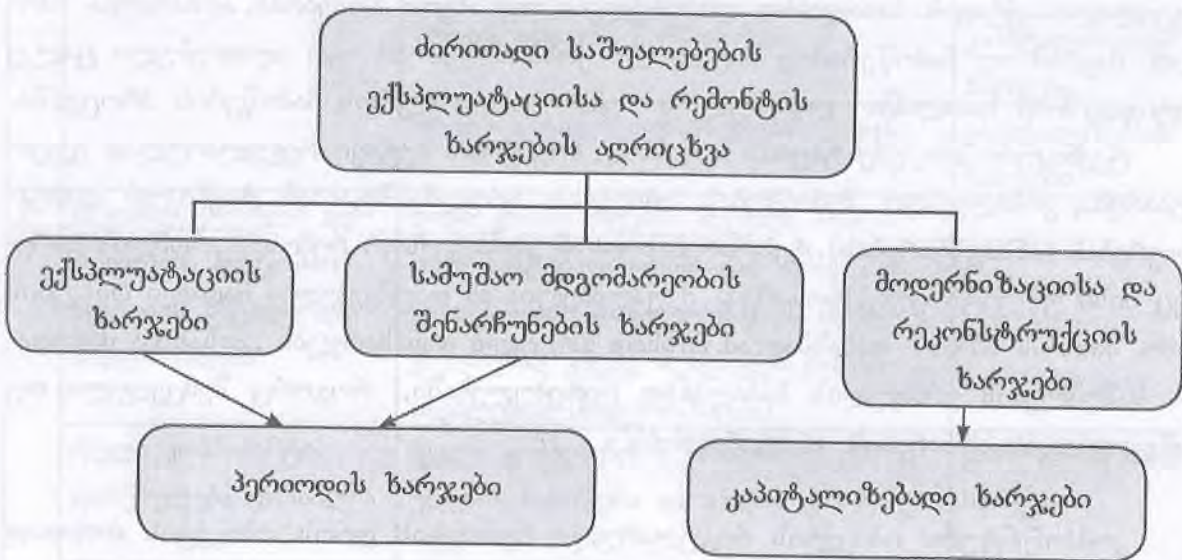 ძირითადი საშუალებების
ექსპლუატაციისა და რემონტის
ხარჯების აღრიცხვა
ექსპლუატაციის
ხარჯები
სამუშაო მდგომარეობის
შენარჩუნების ხარჯები
მოდერნიზაციისა და
რეკონსტრუქციის
ხარჯები
პერიოდის ხარჯები
კაპიტალიზებადი ხარჯები